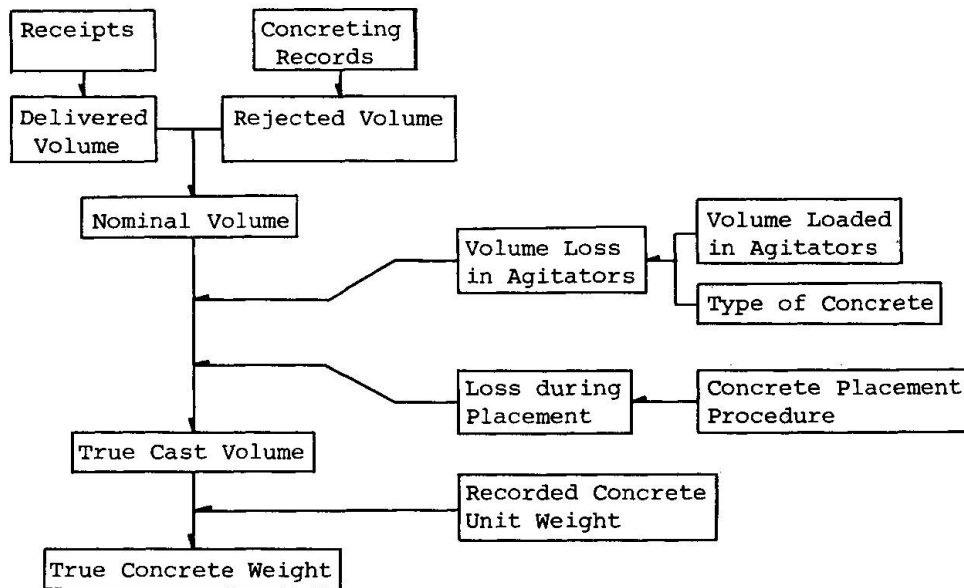 Receipts
Concreting
Records
Delivered
Volume
Rejected Volume
Nominal Volume
Volume Loss
in Agitators
Volume Loaded
in Agitators
Type of Concrete
Loss during
Placement
Concrete Placement
Procedure
True Cast Volume
Recorded Concrete
Unit Weight
True Concrete Weight